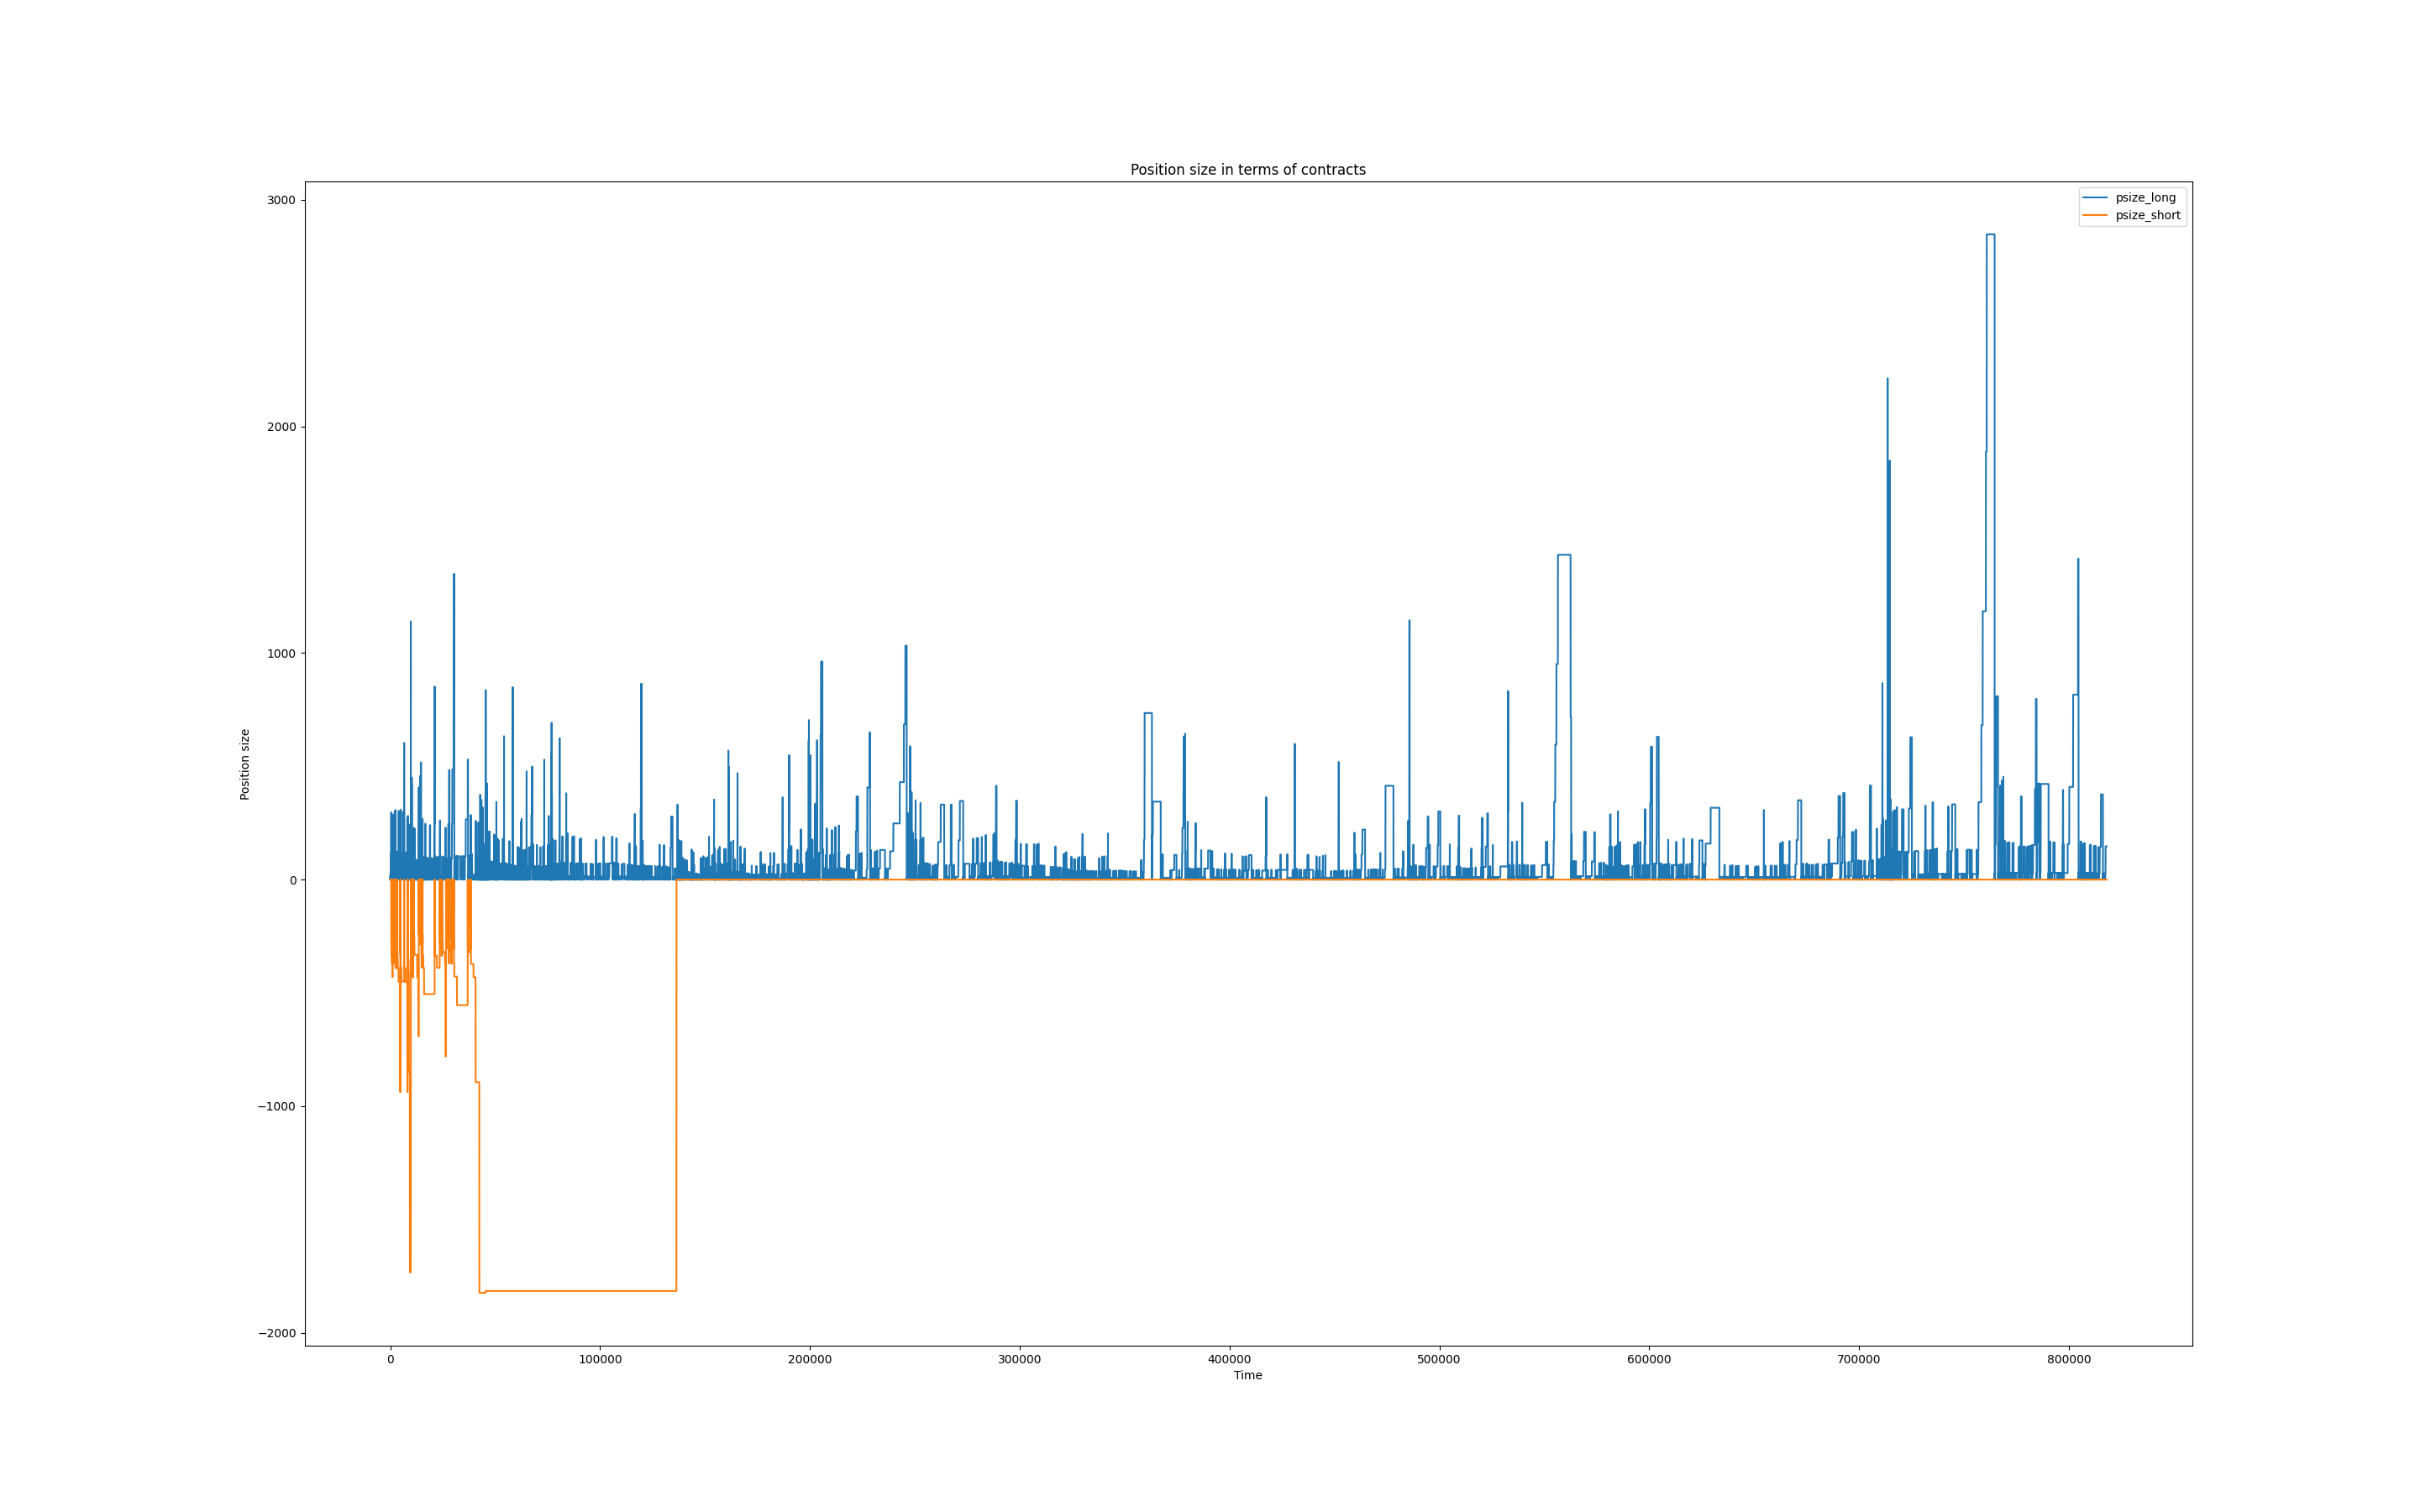 Position size in terms of contracts
psize_long
psize_short
3000
2000
1000
0
−1000
−2000
Position size
0 100000 200000 300000 400000 500000 600000 700000 800000
Time